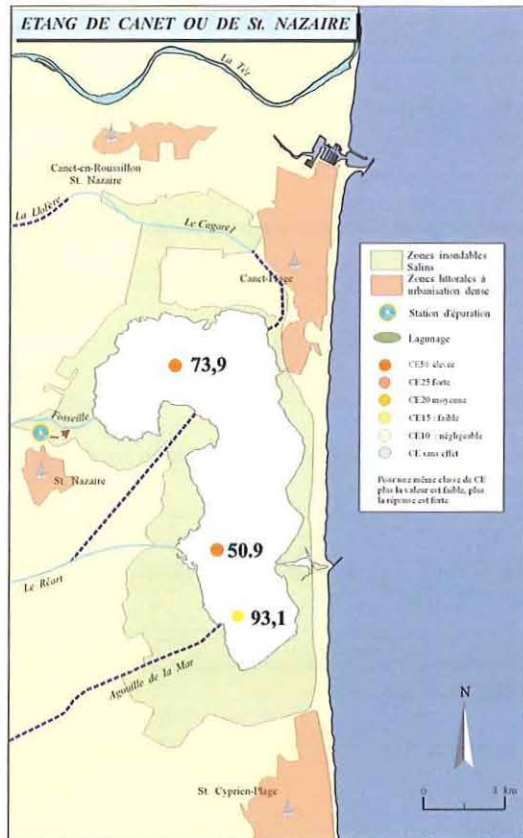 ETANG DE CANET OU DE St. NAZAIRE
La Têt
Canet-en-Roussillon
St. Nazaire
La Llobère
Le Cagarel
Canet-Plage
Zones inondables
Salins
Zones littorales à
urbanisation dense
Station d'épuration
Lagunage
CE50 élevée
CE25 forte
CE20 moyenne
CE15 : faible
CE10 : négligeable
CE sans effet
Pour une même classe de CE
plus la valeur est faible, plus
la réponse est forte
73,9
Fosseille
St. Nazaire
50.9
Le Réart
93,1
Agouille de la Mar
N
0 1 km
St. Cyprien-Plage